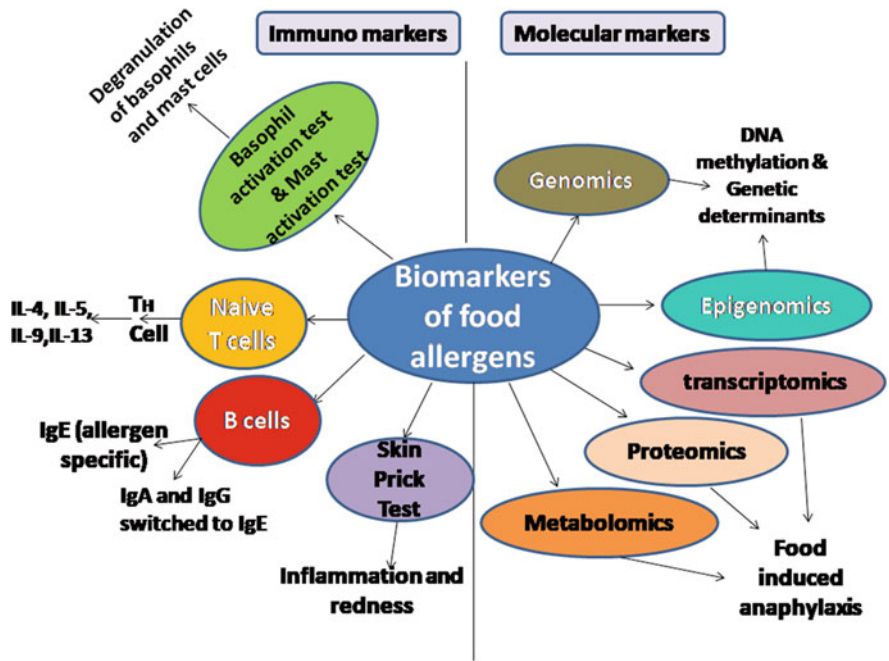 Immuno markers
Molecular markers
Degranulation
of basophils
and mast cells
Basophil
activation test
& Mast
activation test
Genomics
DNA
methylation &
Genetic
determinants
Biomarkers
of food
allergens
Epigenomics
Naive
T cells
TH
Cell
IL-4, IL-5,
IL-9,IL-13
transcriptomics
B cells
IgE (allergen
specific)
IgA and IgG
switched to IgE
Skin
Prick
Test
Proteomics
Metabolomics
Inflammation and
redness
Food
induced
anaphylaxis